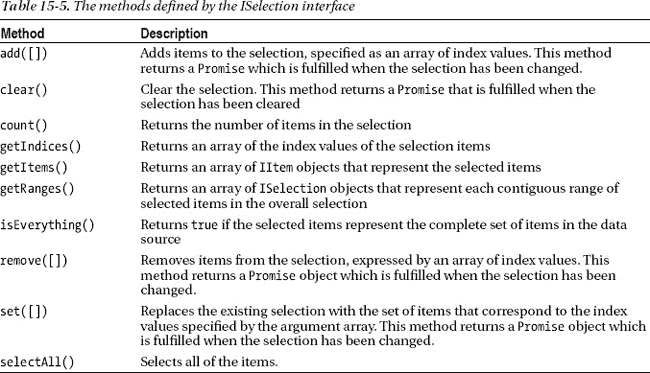 Table 15-5. The methods defined by the ISelection interface
Method Description
add([]) Adds items to the selection, specified as an array of index values. This method
returns a Promise which is fulfilled when the selection has been changed.
clear() Clear the selection. This method returns a Promise that is fulfilled when the
selection has been cleared
count() Returns the number of items in the selection
getIndices() Returns an array of the index values of the selection items
getItems() Returns an array of IItem objects that represent the selected items
getRanges() Returns an array of ISelection objects that represent each contiguous range of
selected items in the overall selection
isEverything() Returns true if the selected items represent the complete set of items in the data
source
remove([]) Removes items from the selection, expressed by an array of index values. This
method returns a Promise object which is fulfilled when the selection has been
changed.
set([]) Replaces the existing selection with the set of items that correspond to the index
values specified by the argument array. This method returns a Promise object which
is fulfilled when the selection has been changed.
selectAll() Selects all of the items.